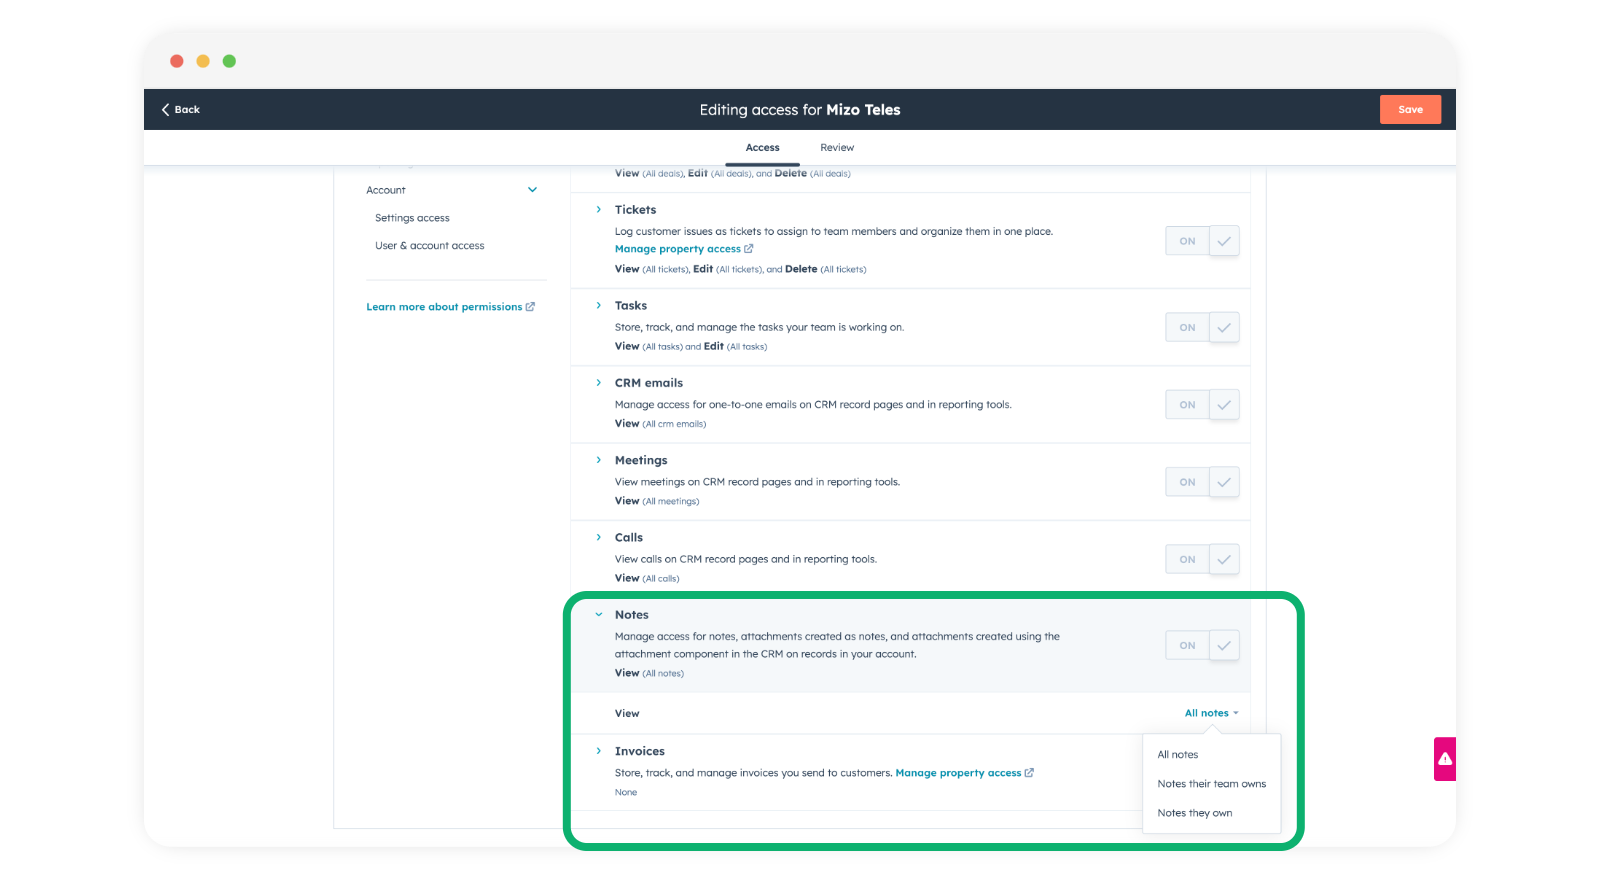 Back
Editing access for Mizo Teles
Save
Access
Review
Account
Settings access
User & account access
Learn more about permissions
View (All deals), Edit (All deals), and Delete (All deals)
Tickets
Log customer issues as tickets to assign to team members and organize them in one place.
Manage property access
View (All tickets), Edit (All tickets), and Delete (All tickets)
ON
Tasks
Store, track, and manage the tasks your team is working on.
View (All tasks) and Edit (All tasks)
ON
CRM emails
Manage access for one-to-one emails on CRM record pages and in reporting tools.
View (All crm emails)
ON
Meetings
View meetings on CRM record pages and in reporting tools.
View (All meetings)
ON
Calls
View calls on CRM record pages and in reporting tools.
View (All calls)
ON
Notes
Manage access for notes, attachments created as notes, and attachments created using the
attachment component in the CRM on records in your account.
View (All notes)
ON
View
All notes
Invoices
Store, track, and manage invoices you send to customers. Manage property access
None
All notes
Notes their team owns
Notes they own